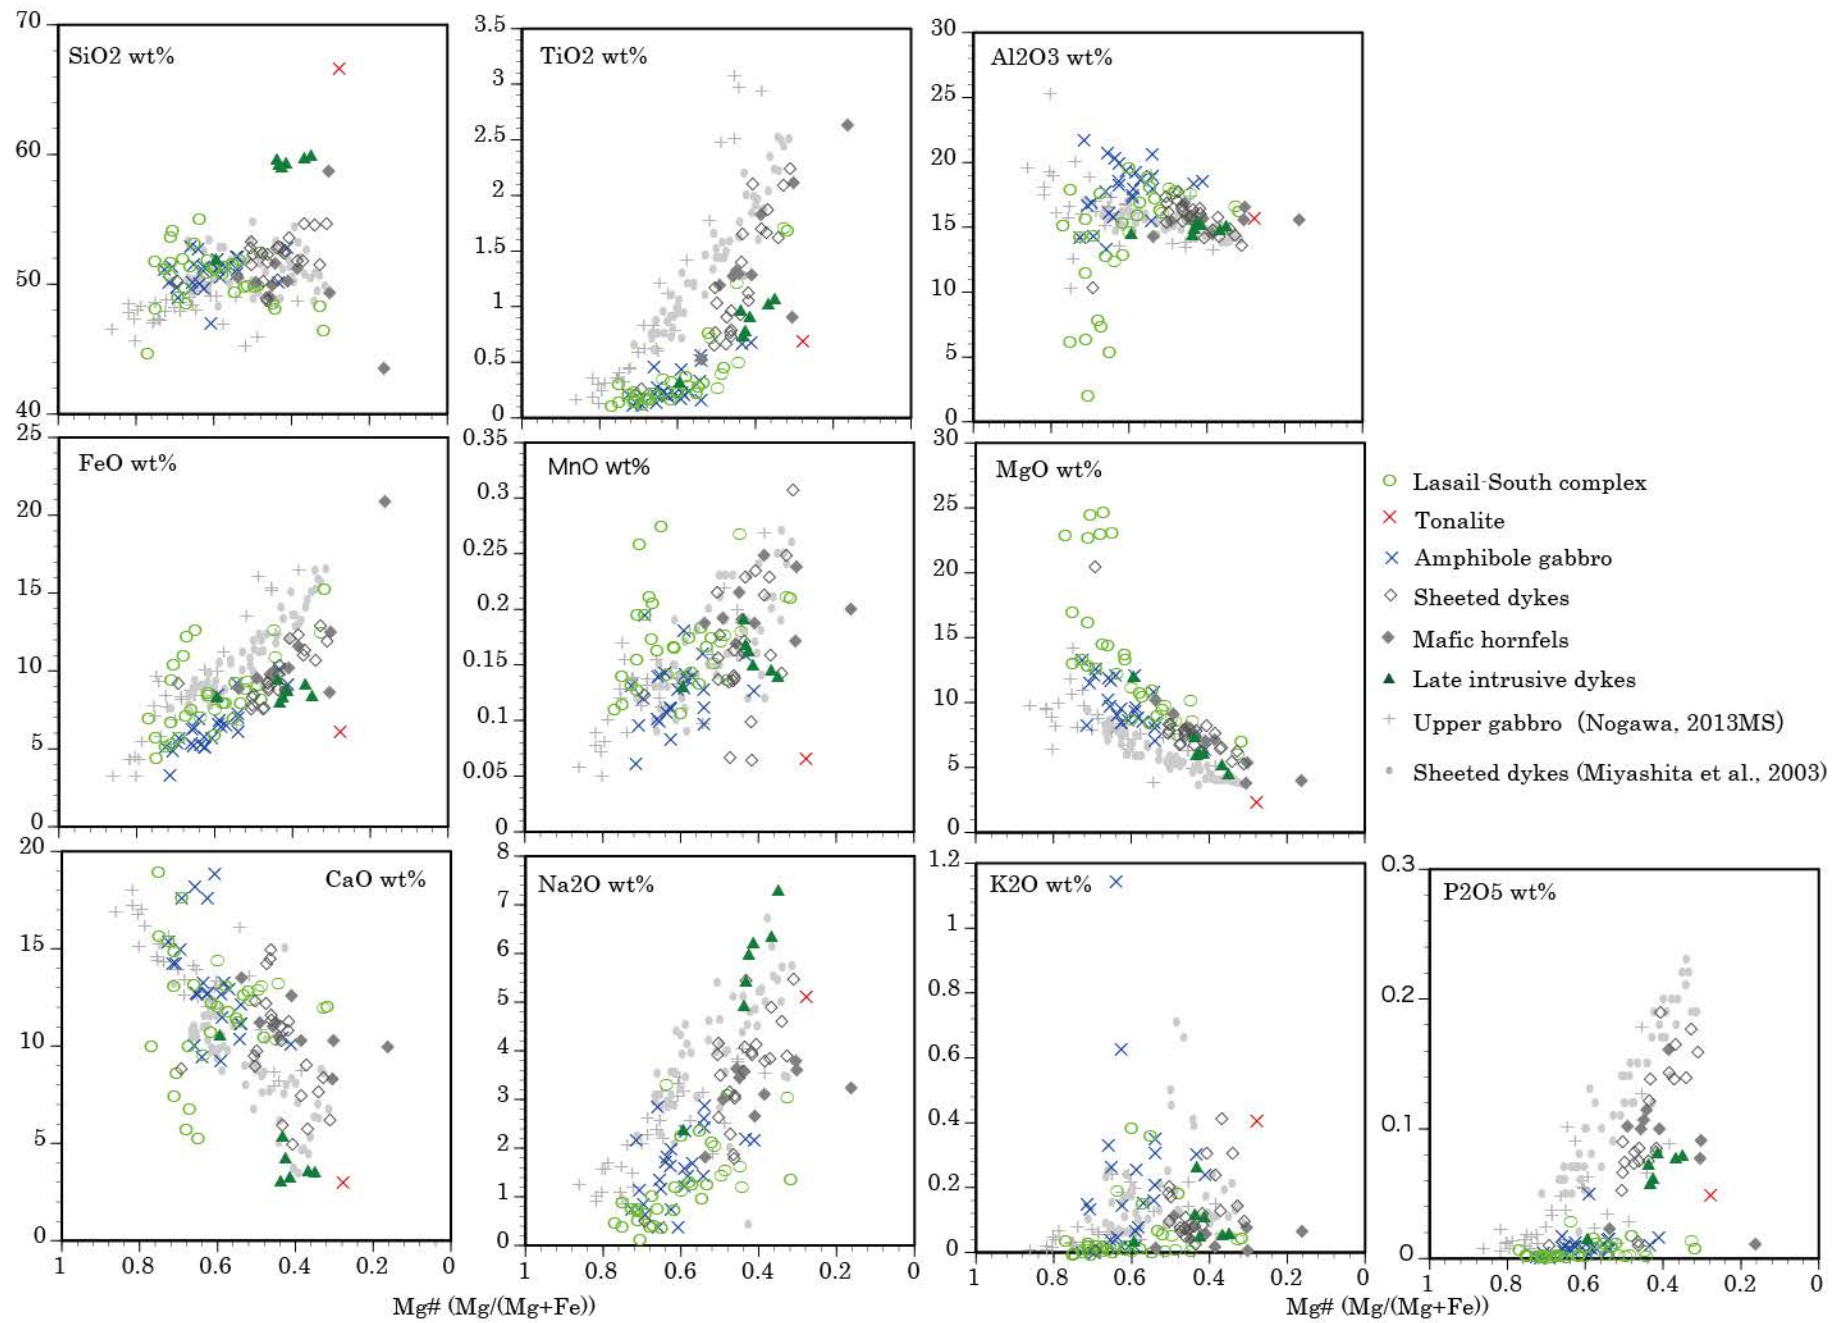 SiO2 wt%
70
60
50
40
TiO2 wt%
3.5
3
2.5
2
1.5
1
0.5
0
Al2O3 wt%
30
25
20
15
10
5
0
FeO wt%
25
20
15
10
5
0
MnO wt%
0.35
0.3
0.25
0.2
0.15
0.1
0.05
0
MgO wt%
30
25
20
15
10
5
0
Lasail-South complex
Tonalite
Amphibole gabbro
Sheeted dykes
Mafic hornfels
Late intrusive dykes
Upper gabbro (Nogawa, 2013MS)
Sheeted dykes (Miyashita et al., 2003)
CaO wt%
20
15
10
5
0
1 0.8 0.6 0.4 0.2 0
Na2O wt%
8
7
6
5
4
3
2
1
0
1 0.8 0.6 0.4 0.2 0
K2O wt%
1.2
1
0.8
0.6
0.4
0.2
0
1 0.8 0.6 0.4 0.2 0
P2O5 wt%
0.3
0.2
0.1
0
1 0.8 0.6 0.4 0.2 0
Mg# (Mg/(Mg+Fe))
Mg# (Mg/(Mg+Fe))